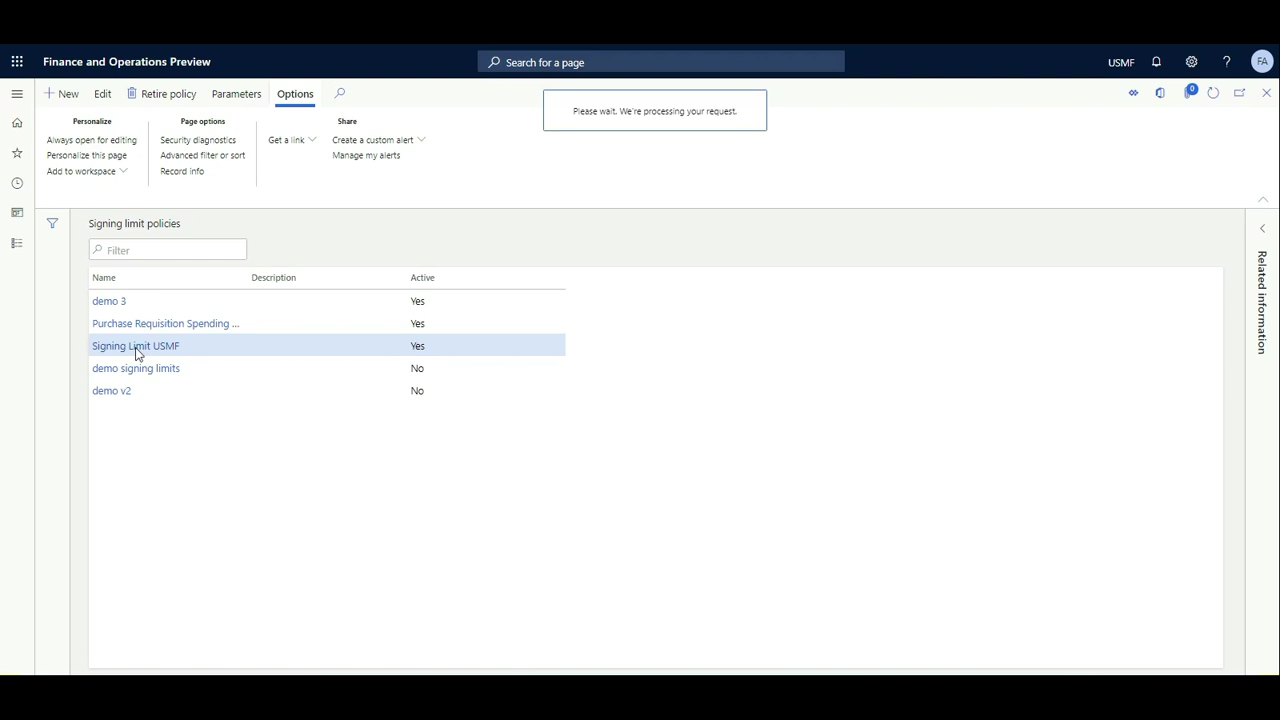 Finance and Operations Preview
Search for a page
USMF
?
FA
+ New Edit Retire policy Parameters Options
0
Please wait. We're processing your request.
Personalize
Always open for editing
Personalize this page
Add to workspace
Page options
Security diagnostics
Advanced filter or sort
Record info
Get a link
Share
Create a custom alert
Manage my alerts
Signing limit policies
Filter
Name Description Active
demo 3 Yes
Purchase Requisition Spending ... Yes
Signing Limit USMF Yes
demo signing limits No
demo v2 No
Related information